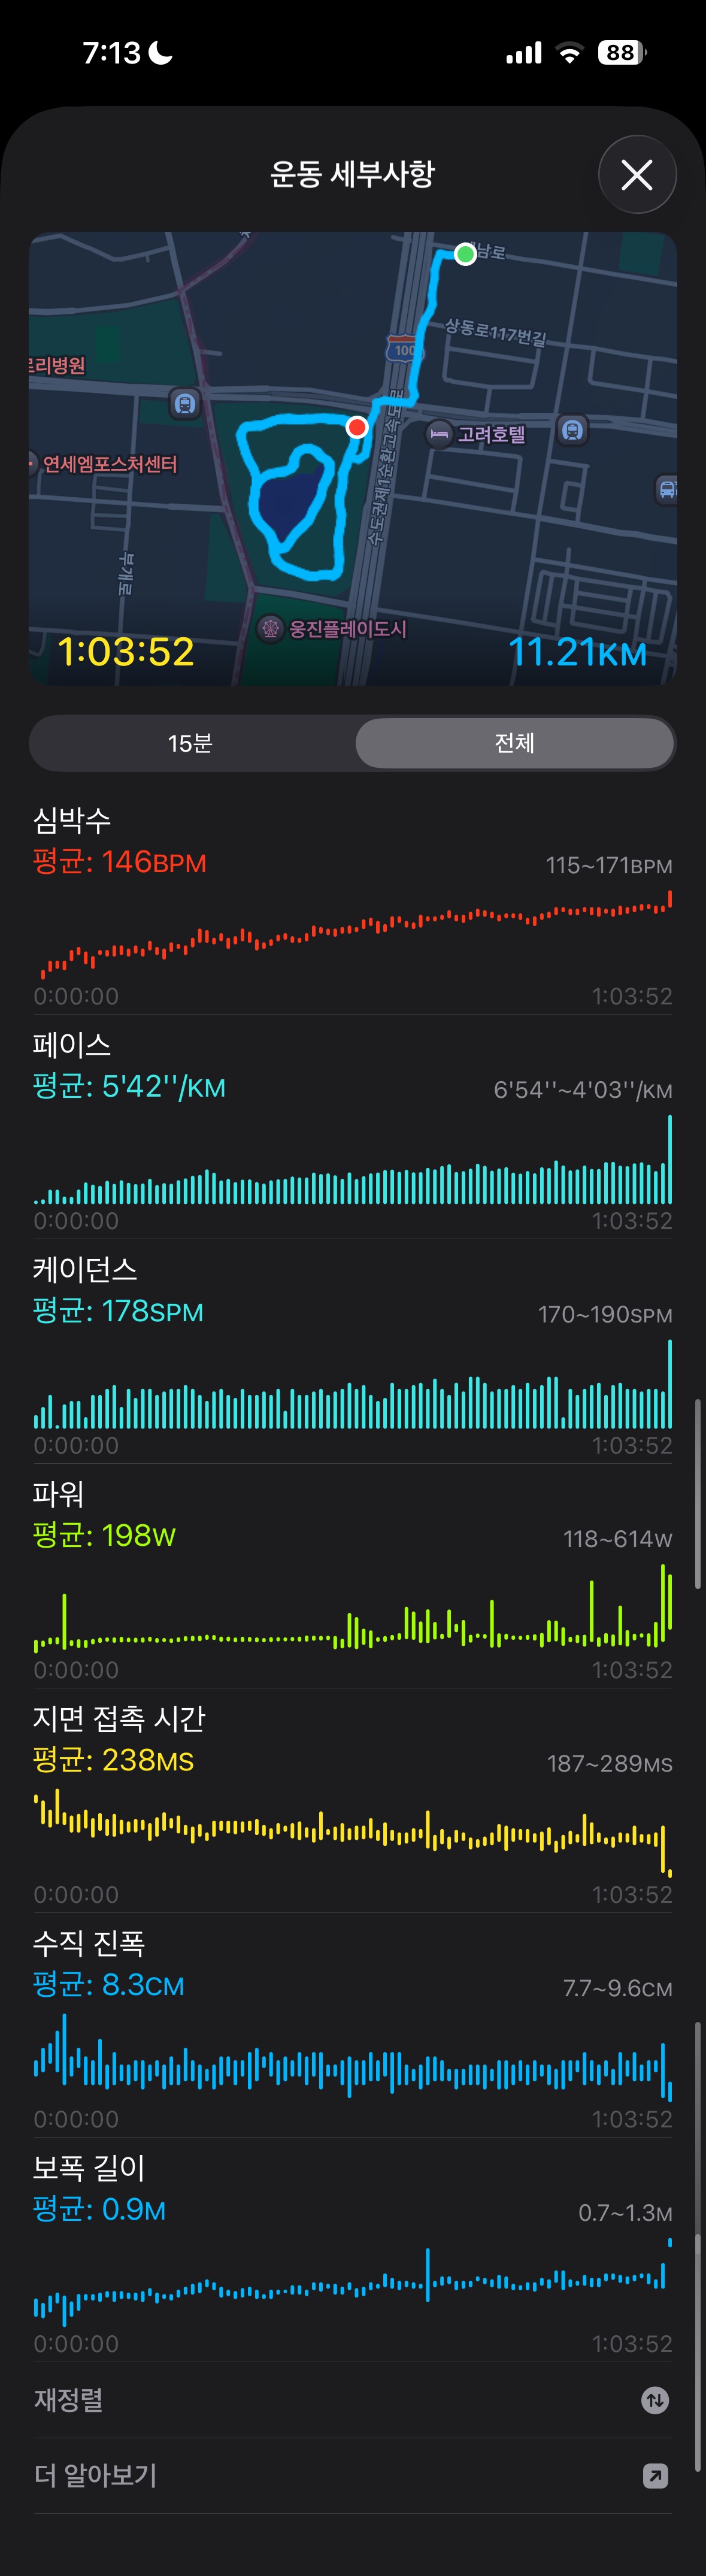 7:13
88
운동 세부사항
남로
상동로117번길
르리병원
100
고려호텔
연세엠포스처센터
수도권제1순환고속도로
부개로
웅진플레이도시
1:03:52
11.21KM
15분
전체
심박수
평균: 146BPM
115~171BPM
0:00:00
1:03:52
페이스
평균: 5'42''/KM
6'54''~4'03''/KM
0:00:00
1:03:52
케이던스
평균: 178SPM
170~190SPM
0:00:00
1:03:52
파워
평균: 198W
118~614W
0:00:00
1:03:52
지면 접촉 시간
평균: 238MS
187~289MS
0:00:00
1:03:52
수직 진폭
평균: 8.3CM
7.7~9.6CM
0:00:00
1:03:52
보폭 길이
평균: 0.9M
0.7~1.3M
0:00:00
1:03:52
재정렬
더 알아보기